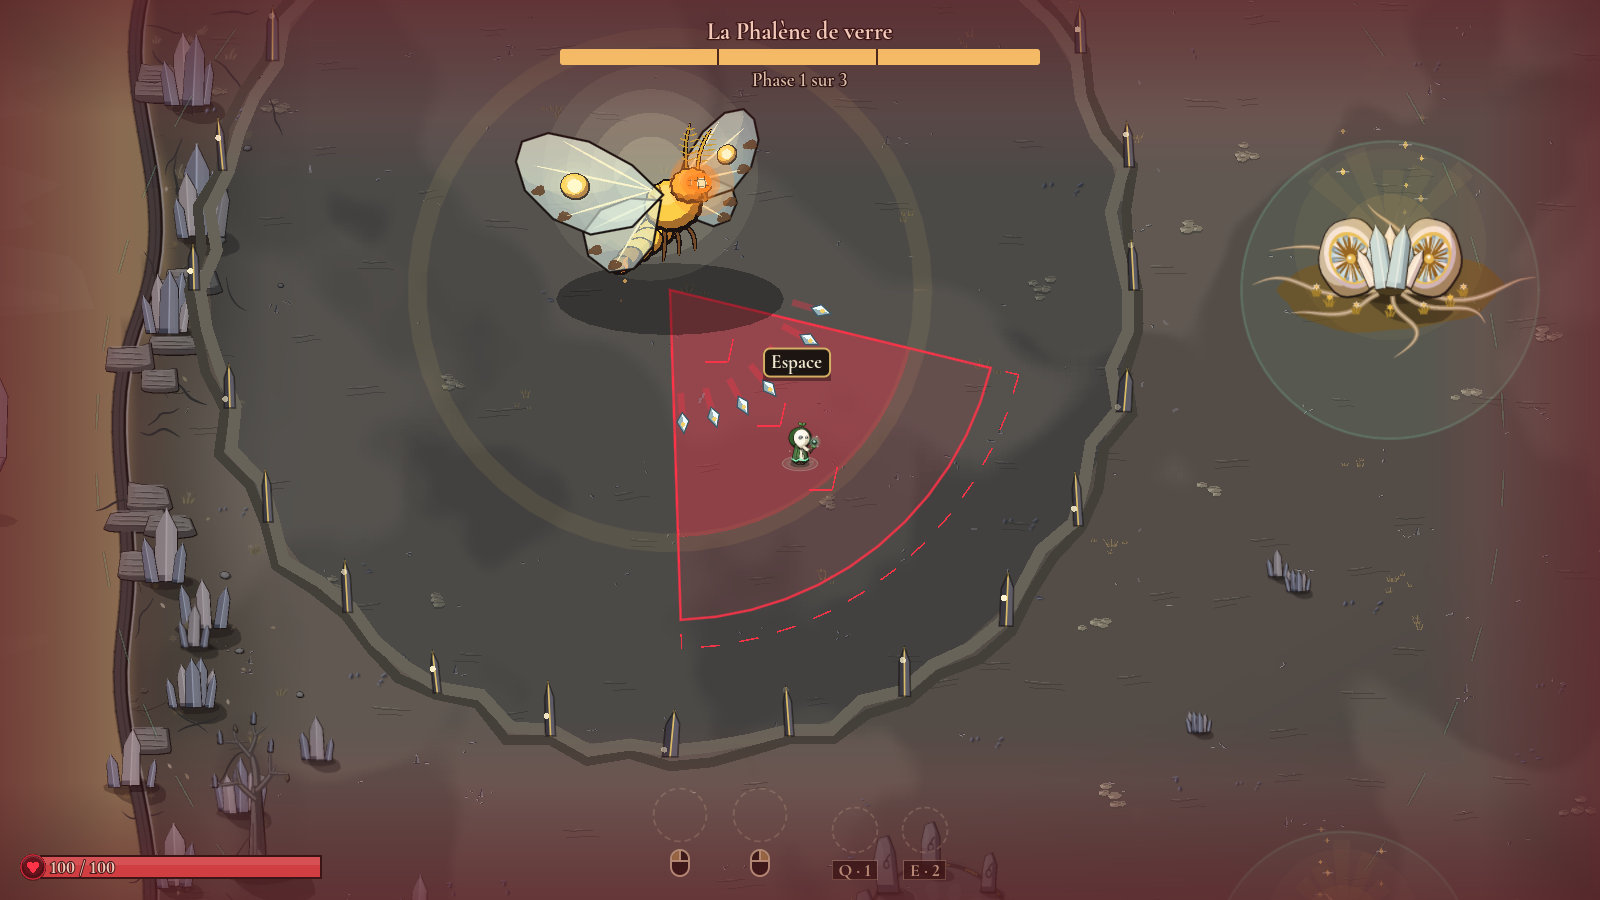 La Phalène de verre
Phase 1 sur 3
Espace
100 / 100
Q · 1
E · 2